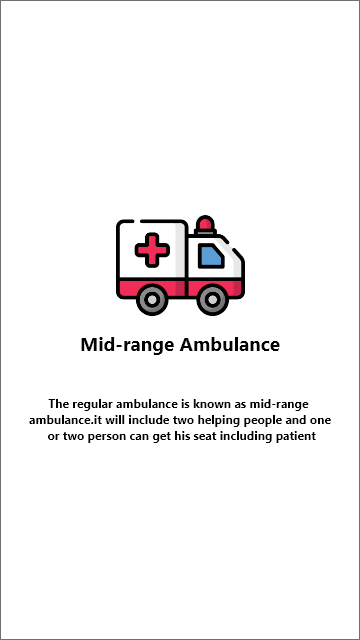 Mid-range Ambulance
The regular ambulance is known as mid-range
ambulance.it will include two helping people and one
or two person can get his seat including patient